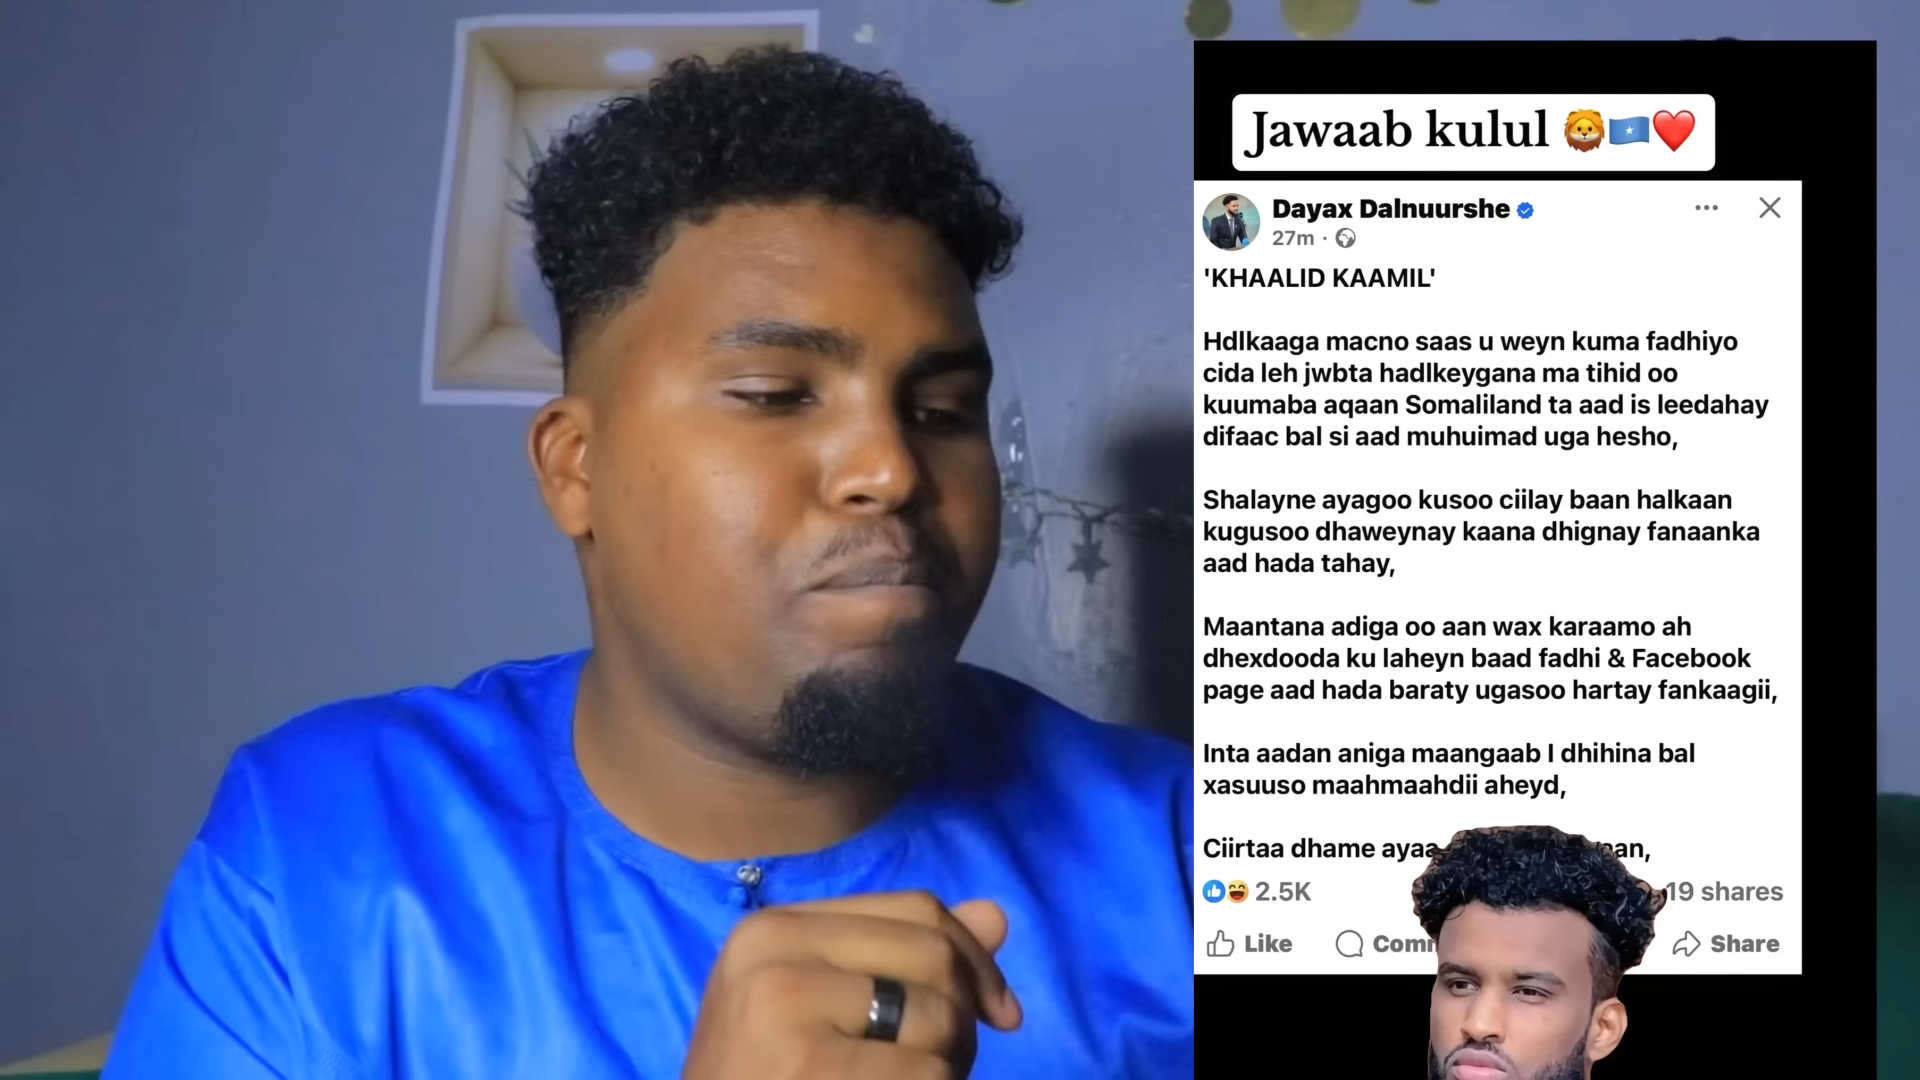 Jawaab kulul 🦁🇸🇴❤️
Dayax Dalnuurshe
27m ·
'KHAALID KAAMIL'
Hdlkaaga macno saas u weyn kuma fadhiyo
cida leh jwbta hadlkeygana ma tihid oo
kuumaba aqaan Somaliland ta aad is leedahay
difaac bal si aad muhuimad uga hesho,
Shalayne ayagoo kusoo ciilay baan halkaan
kugusoo dhaweynay kaana dhignay fanaanka
aad hada tahay,
Maantana adiga oo aan wax karaamo ah
dhexdooda ku laheyn baad fadhi & Facebook
page aad hada baraty ugasoo hartay fankaagii,
Inta aadan aniga maangaab I dhihina bal
xasuuso maahmaahdii aheyd,
Ciirtaa dhame
2.5K
19 shares
Like
Share